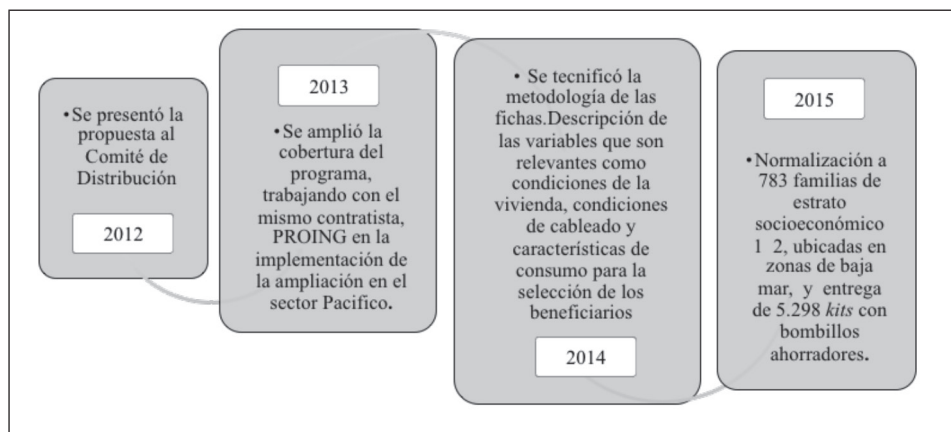 •Se presentó la
propuesta al
Comité de
Distribución
2012
2013
•Se amplió la
cobertura del
programa,
trabajando con el
mismo contratista,
PROING en la
implementación de
la ampliación en el
sector Pacifico.
• Se tecnificó la
metodología de las
fichas.Descripción de
las variables que son
relevantes como
condiciones de la
vivienda, condiciones
de cableado y
características de
consumo para la
selección de los
beneficiarios
2014
2015
•Normalización a
783 familias de
estrato
socioeconómico
1 2, ubicadas en
zonas de baja
mar, y entrega
de 5.298 kits con
bombillos
ahorradores.